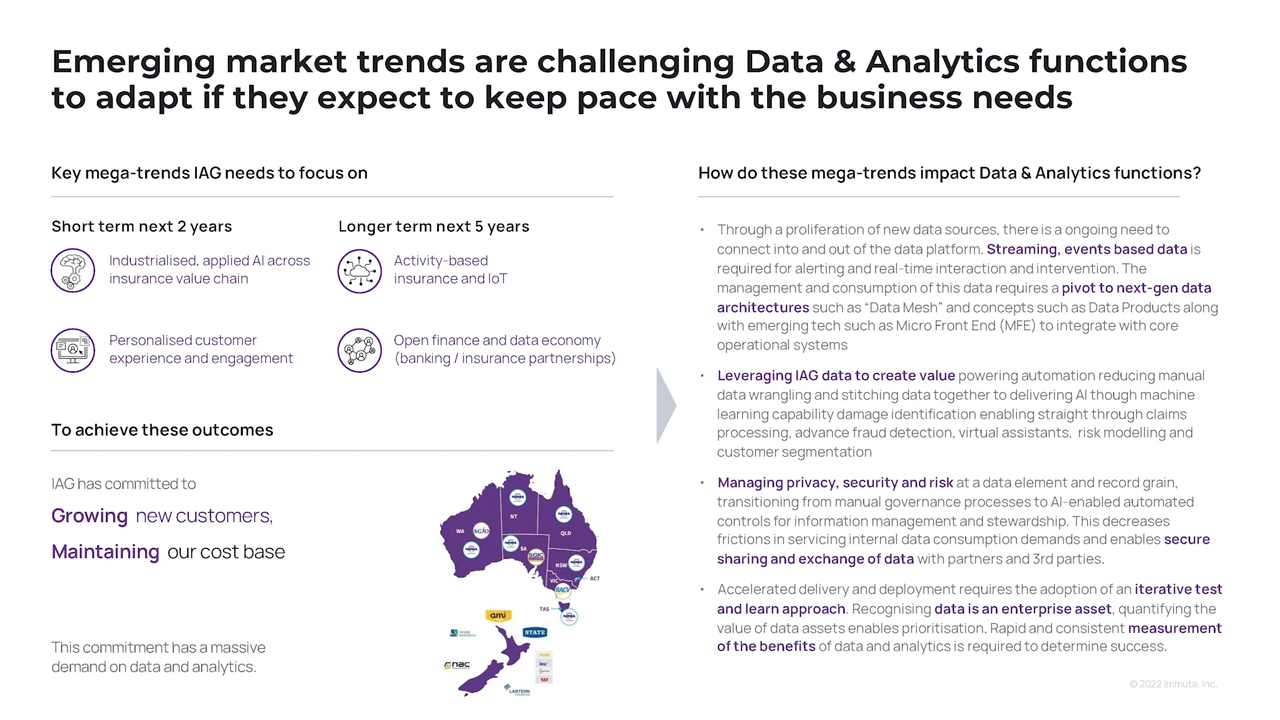 Emerging market trends are challenging Data & Analytics functions
to adapt if they expect to keep pace with the business needs
Key mega-trends IAG needs to focus on
Short term next 2 years
Industrialised, applied AI across
insurance value chain
Personalised customer
experience and engagement
Longer term next 5 years
Activity-based
insurance and IoT
Open finance and data economy
(banking / insurance partnerships)
To achieve these outcomes
IAG has committed to
Growing new customers,
Maintaining our cost base
This commitment has a massive
demand on data and analytics.
NT
WA
SGIO
QLD
SA
SGIC
NSW
ACT
VIC
RACV
TAS
ami
STATE
nac
LANTERN
How do these mega-trends impact Data & Analytics functions?
• Through a proliferation of new data sources, there is a ongoing need to
connect into and out of the data platform. Streaming, events based data is
required for alerting and real-time interaction and intervention. The
management and consumption of this data requires a pivot to next-gen data
architectures such as “Data Mesh” and concepts such as Data Products along
with emerging tech such as Micro Front End (MFE) to integrate with core
operational systems
• Leveraging IAG data to create value powering automation reducing manual
data wrangling and stitching data together to delivering AI though machine
learning capability damage identification enabling straight through claims
processing, advance fraud detection, virtual assistants, risk modelling and
customer segmentation
• Managing privacy, security and risk at a data element and record grain,
transitioning from manual governance processes to AI-enabled automated
controls for information management and stewardship. This decreases
frictions in servicing internal data consumption demands and enables secure
sharing and exchange of data with partners and 3rd parties.
• Accelerated delivery and deployment requires the adoption of an iterative test
and learn approach. Recognising data is an enterprise asset, quantifying the
value of data assets enables prioritisation. Rapid and consistent measurement
of the benefits of data and analytics is required to determine success.
© 2022 Immuta, Inc.